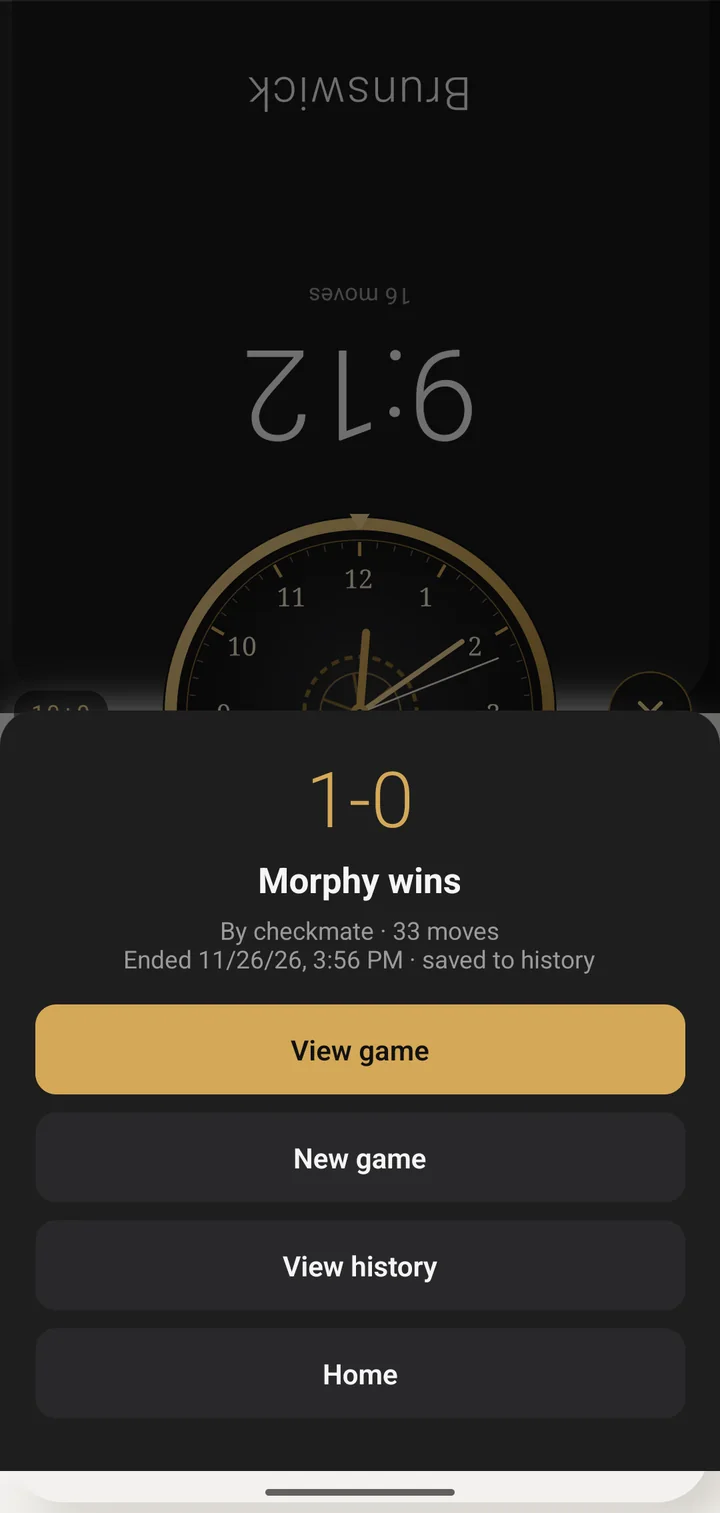 Brunswick
16 moves
9:12
12
11
1
10
2
1-0
Morphy wins
By checkmate · 33 moves
Ended 11/26/26, 3:56 PM · saved to history
View game
New game
View history
Home